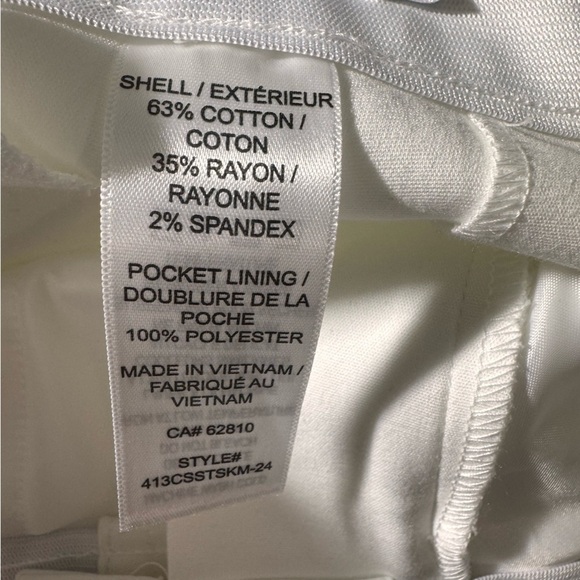 SHELL / EXTÉRIEUR
63% COTTON /
COTON
35% RAYON /
RAYONNE
2% SPANDEX
POCKET LINING /
DOUBLURE DE LA
POCHE
100% POLYESTER
MADE IN VIETNAM /
FABRIQUÉ AU
VIETNAM
CA# 62810
STYLE#
413CSSTSKM-24